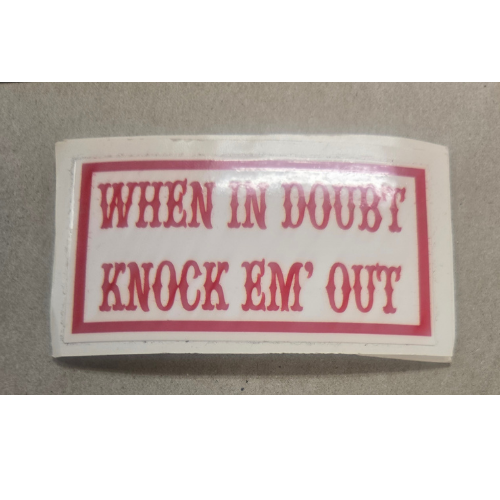 WHEN IN DOUBT
KNOCK EM' OUT